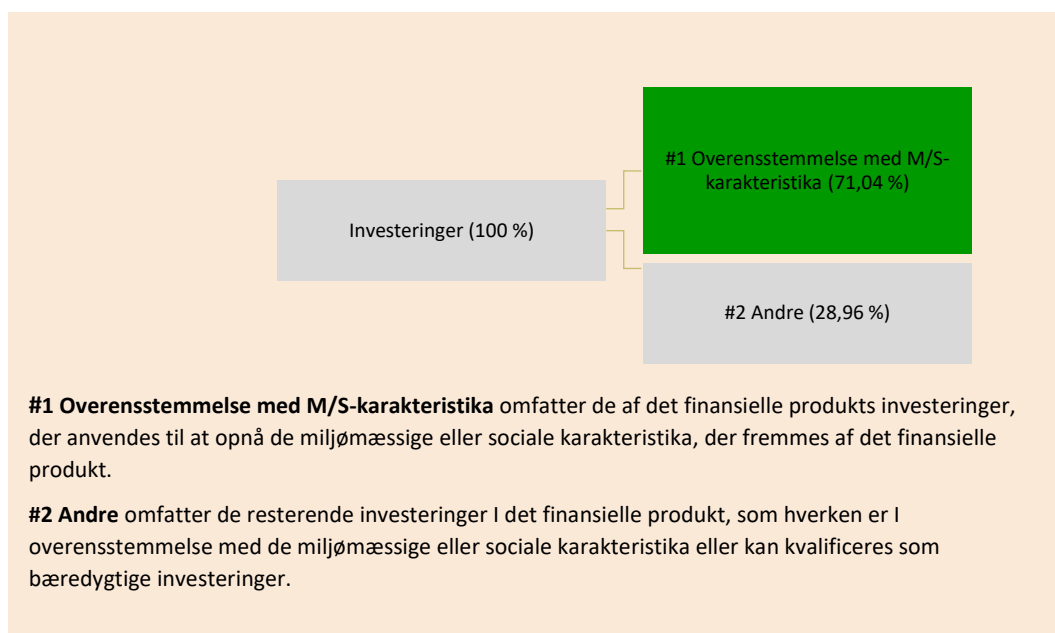 #1 Overensstemmelse med M/S-
karakteristika (71,04 %)
Investeringer (100 %)
#2 Andre (28,96 %)
#1 Overensstemmelse med M/S-karakteristika omfatter de af det finansielle produkts investeringer,
der anvendes til at opnå de miljømæssige eller sociale karakteristika, der fremmes af det finansielle
produkt.
#2 Andre omfatter de resterende investeringer I det finansielle produkt, som hverken er I
overensstemmelse med de miljømæssige eller sociale karakteristika eller kan kvalificeres som
bæredygtige investeringer.